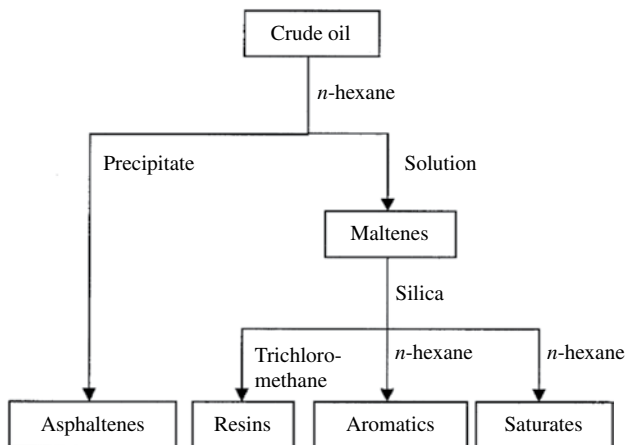 Crude oil
n-hexane
Precipitate
Solution
Maltenes
Silica
Trichloro-
methane
n-hexane
n-hexane
Asphaltenes
Resins
Aromatics
Saturates